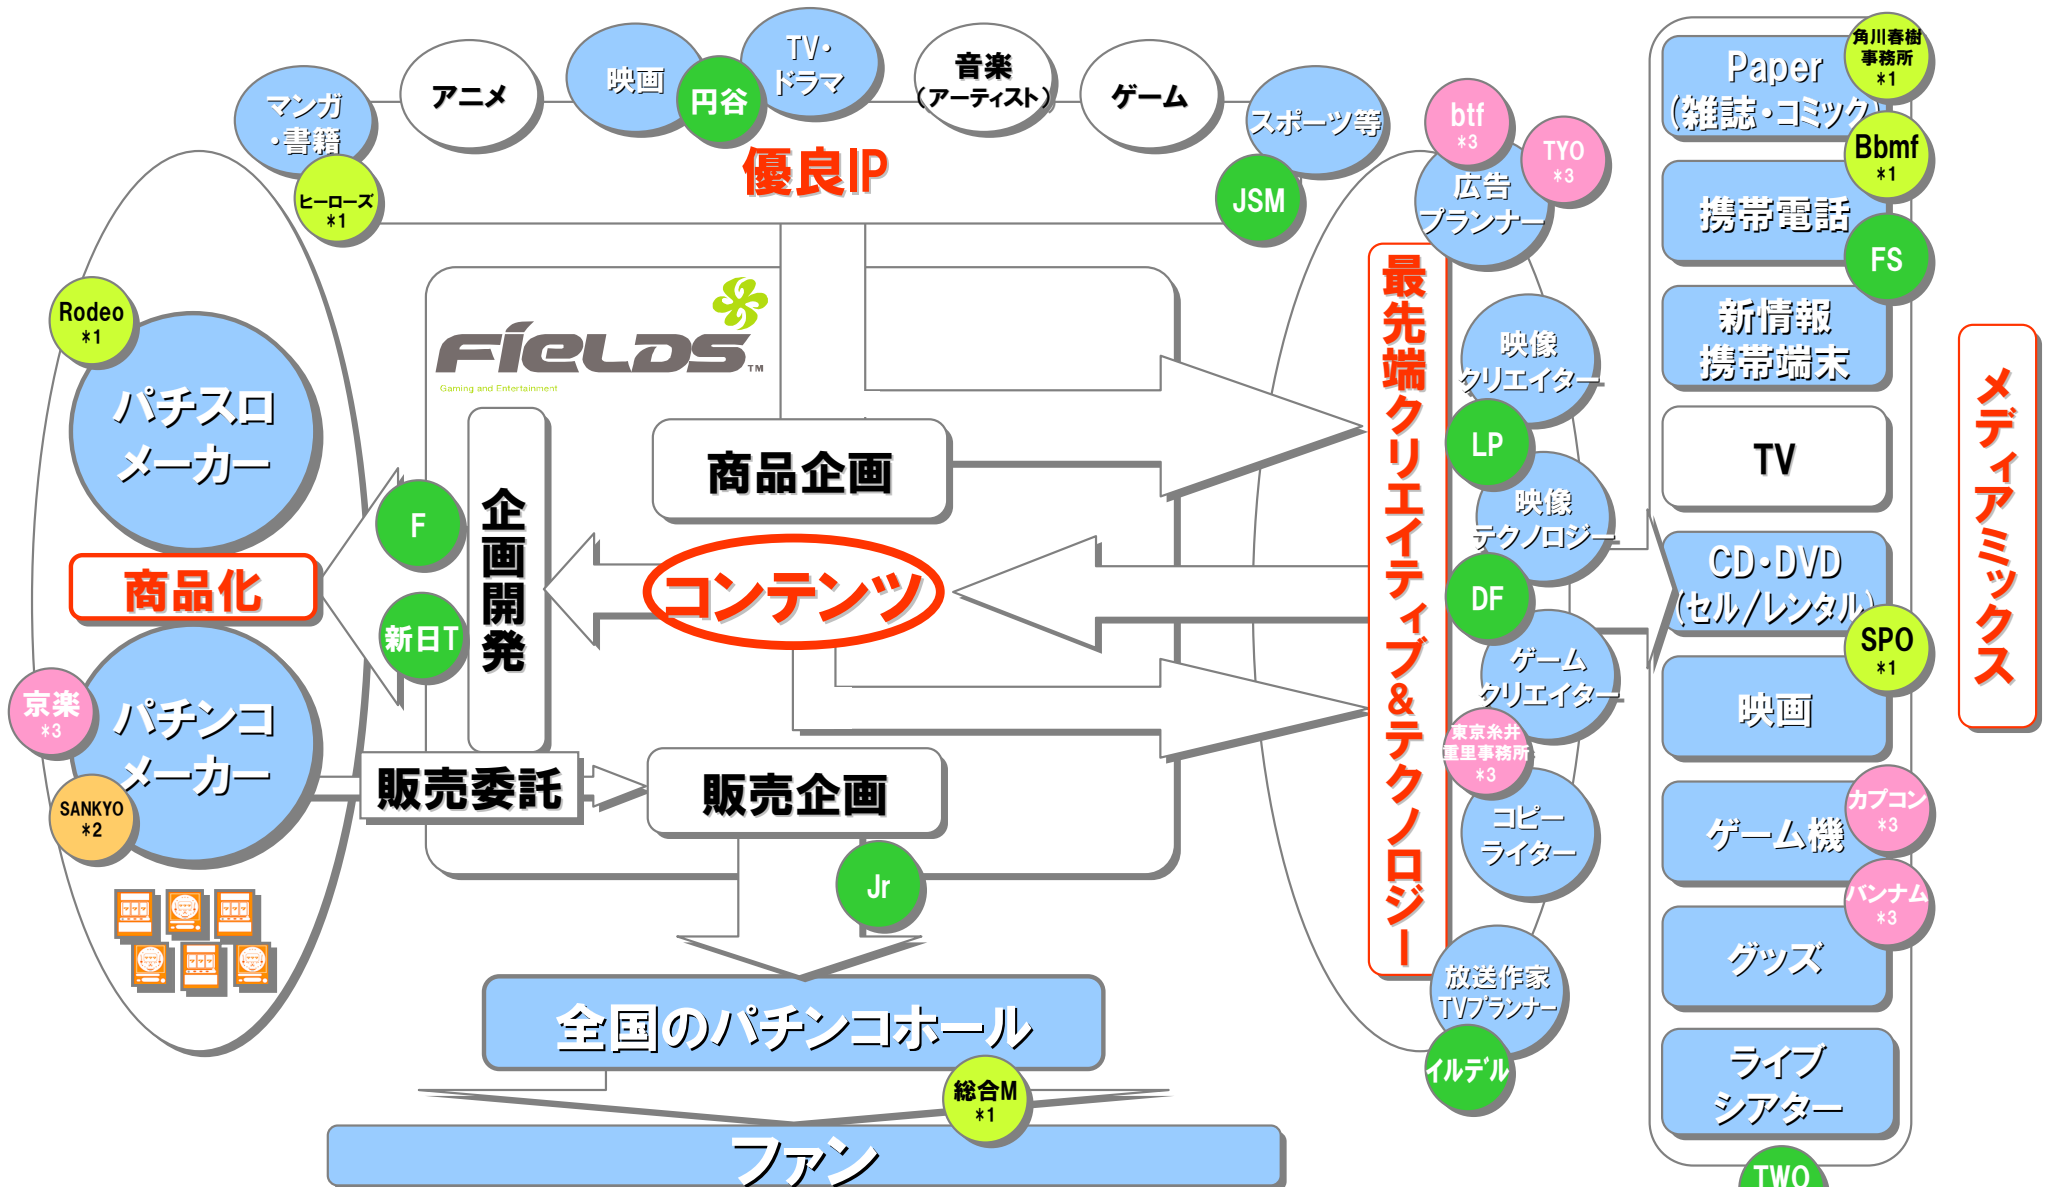 マンガ
・書籍
ヒーローズ
*1
アニメ
映画
円谷
TV・
ドラマ
音楽
(アーティスト)
ゲーム
スポーツ等
JSM
優良IP
Rodeo
*1
パチスロ
メーカー
商品化
京楽
*3
パチンコ
メーカー
SANKYO
*2
FIELDS™
Gaming and Entertainment
F
新日T
企画開発
商品企画
コンテンツ
販売委託
販売企画
Jr
全国のパチンコホール
総合M
*1
ファン
最先端クリエイティブ&テクノロジー
btf
*3
TYO
*3
広告
プランナー
映像
クリエイター
LP
映像
テクノロジー
DF
ゲーム
クリエイター
東京糸井
重里事務所
*3
コピー
ライター
放送作家
TVプランナー
イルデル
Paper
(雑誌・コミック)
角川春樹
事務所
*1
Bbmf
*1
携帯電話
FS
新情報
携帯端末
TV
CD・DVD
(セル/レンタル)
SPO
*1
映画
カプコン
*3
ゲーム機
バンナム
*3
グッズ
ライブ
シアター
TWO
メディアミックス